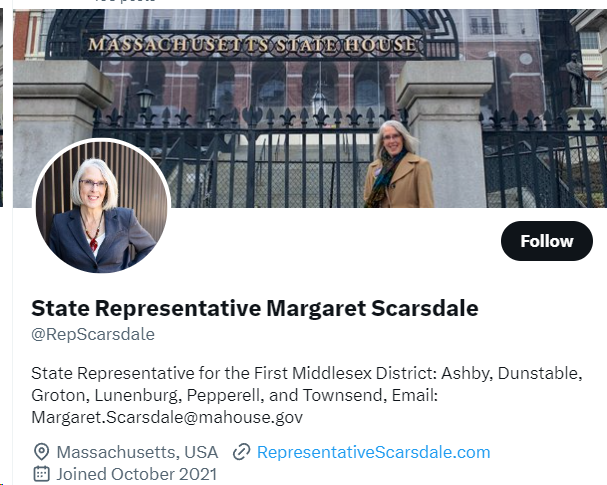 MASSACHUSETTS STATE HOUSE
Follow
State Representative Margaret Scarsdale
@RepScarsdale
State Representative for the First Middlesex District: Ashby, Dunstable,
Groton, Lunenburg, Pepperell, and Townsend, Email:
Margaret.Scarsdale@mahouse.gov
Massachusetts, USA RepresentativeScarsdale.com
Joined October 2021